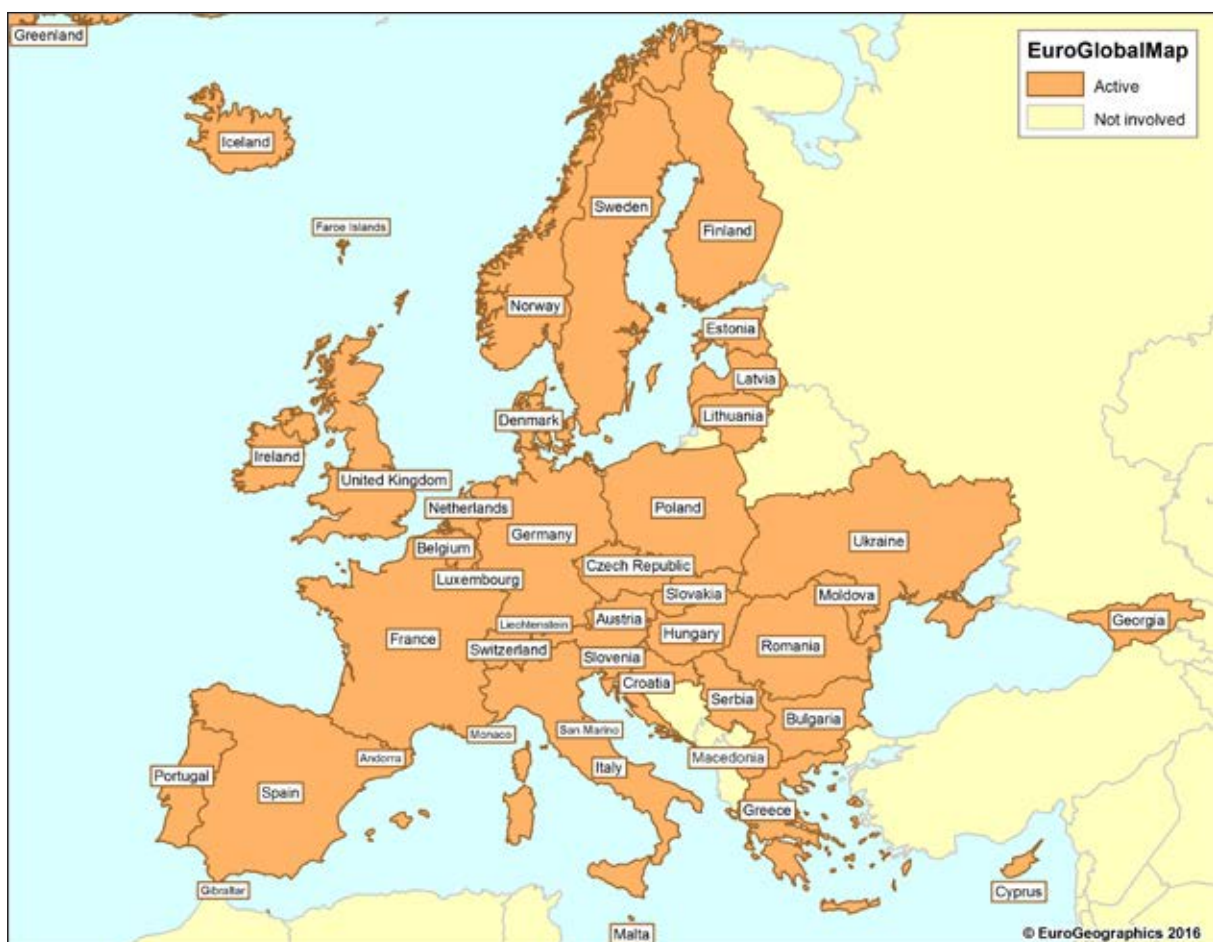 Greenland
EuroGlobalMap
Active
Not involved
Iceland
Faroe Islands
Sweden
Finland
Norway
Estonia
Latvia
Lithuania
Denmark
Ireland
United Kingdom
Netherlands
Poland
Germany
Ukraine
Belgium
Czech Republic
Luxembourg
Slovakia
Moldova
Liechtenstein
Austria
Georgia
France
Hungary
Romania
Switzerland
Slovenia
Croatia
Serbia
Bulgaria
Monaco
San Marino
Andorra
Macedonia
Italy
Portugal
Spain
Greece
Gibraltar
Cyprus
Malta
© EuroGeographics 2016